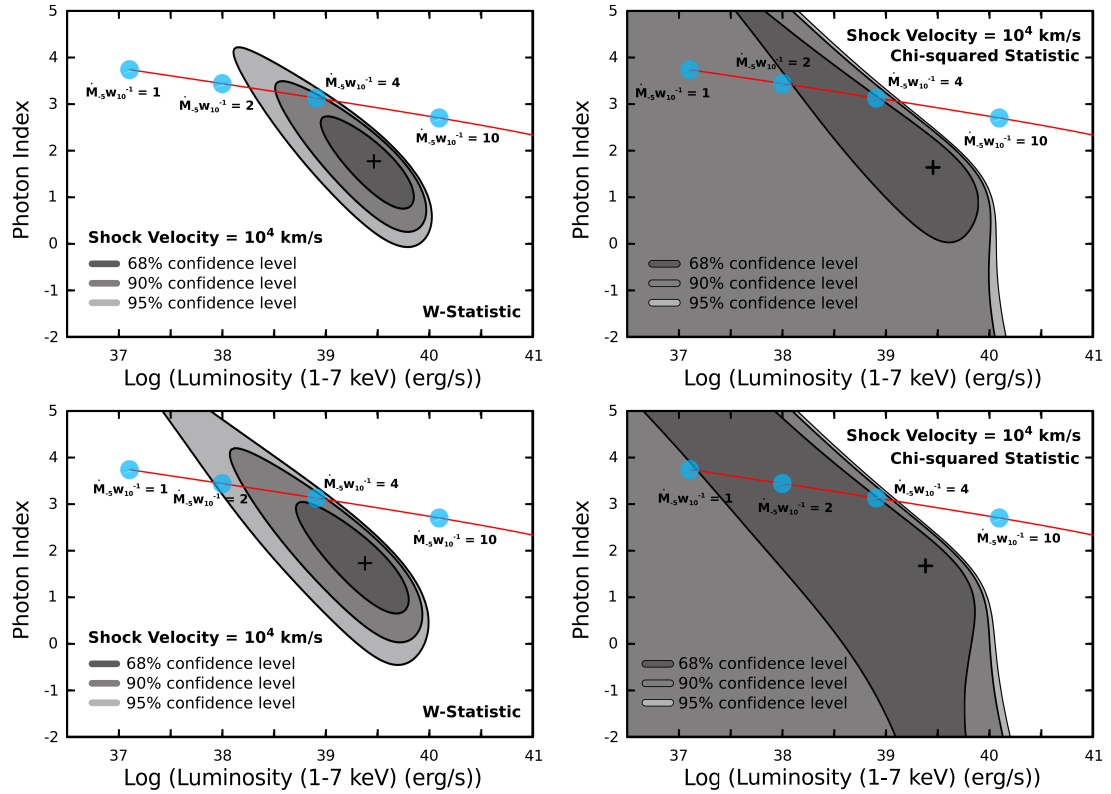 5
4
3
2
1
0
-1
-2
Photon Index
Ṁ₋₅w₁₀⁻¹ = 1
Ṁ₋₅w₁₀⁻¹ = 2
Ṁ₋₅w₁₀⁻¹ = 4
Ṁ₋₅w₁₀⁻¹ = 10
Shock Velocity = 10⁴ km/s
68% confidence level
90% confidence level
95% confidence level
W-Statistic
37 38 39 40 41
Log (Luminosity (1-7 keV) (erg/s))
5
4
3
2
1
0
-1
-2
Photon Index
Shock Velocity = 10⁴ km/s
Chi-squared Statistic
Ṁ₋₅w₁₀⁻¹ = 1
Ṁ₋₅w₁₀⁻¹ = 2
Ṁ₋₅w₁₀⁻¹ = 4
Ṁ₋₅w₁₀⁻¹ = 10
68% confidence level
90% confidence level
95% confidence level
37 38 39 40 41
Log (Luminosity (1-7 keV) (erg/s))
5
4
3
2
1
0
-1
-2
Photon Index
Ṁ₋₅w₁₀⁻¹ = 1
Ṁ₋₅w₁₀⁻¹ = 2
Ṁ₋₅w₁₀⁻¹ = 4
Ṁ₋₅w₁₀⁻¹ = 10
Shock Velocity = 10⁴ km/s
68% confidence level
90% confidence level
95% confidence level
W-Statistic
37 38 39 40 41
Log (Luminosity (1-7 keV) (erg/s))
5
4
3
2
1
0
-1
-2
Photon Index
Shock Velocity = 10⁴ km/s
Chi-squared Statistic
Ṁ₋₅w₁₀⁻¹ = 1
Ṁ₋₅w₁₀⁻¹ = 2
Ṁ₋₅w₁₀⁻¹ = 4
Ṁ₋₅w₁₀⁻¹ = 10
68% confidence level
90% confidence level
95% confidence level
37 38 39 40 41
Log (Luminosity (1-7 keV) (erg/s))